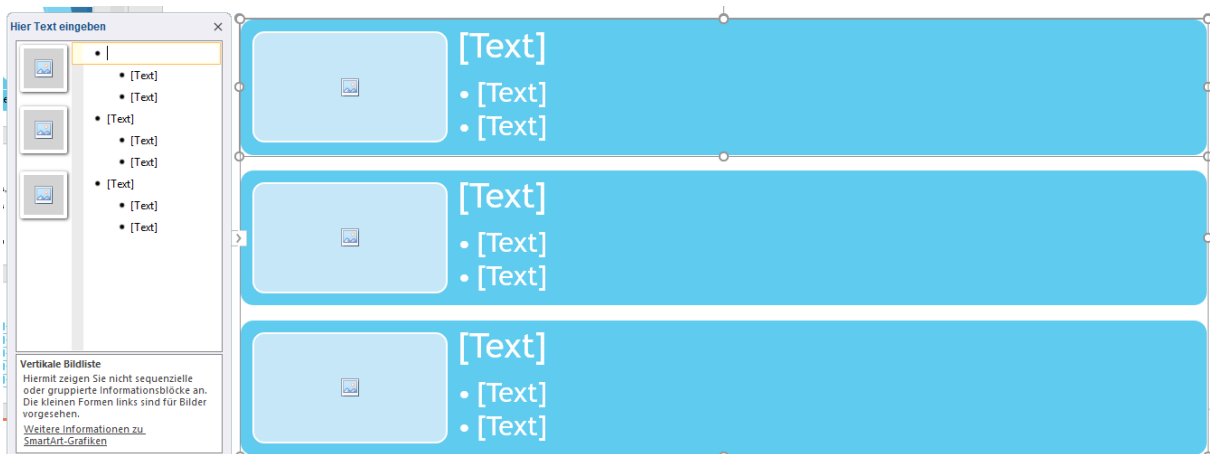 Hier Text eingeben
[Text]
[Text]
[Text]
[Text]
[Text]
[Text]
[Text]
[Text]
Vertikale Bildliste
Hiermit zeigen Sie nicht sequenzielle
oder gruppierte Informationsblöcke an.
Die kleinen Formen links sind für Bilder
vorgesehen.
Weitere Informationen zu
SmartArt-Grafiken
[Text]
• [Text]
• [Text]
[Text]
• [Text]
• [Text]
[Text]
• [Text]
• [Text]